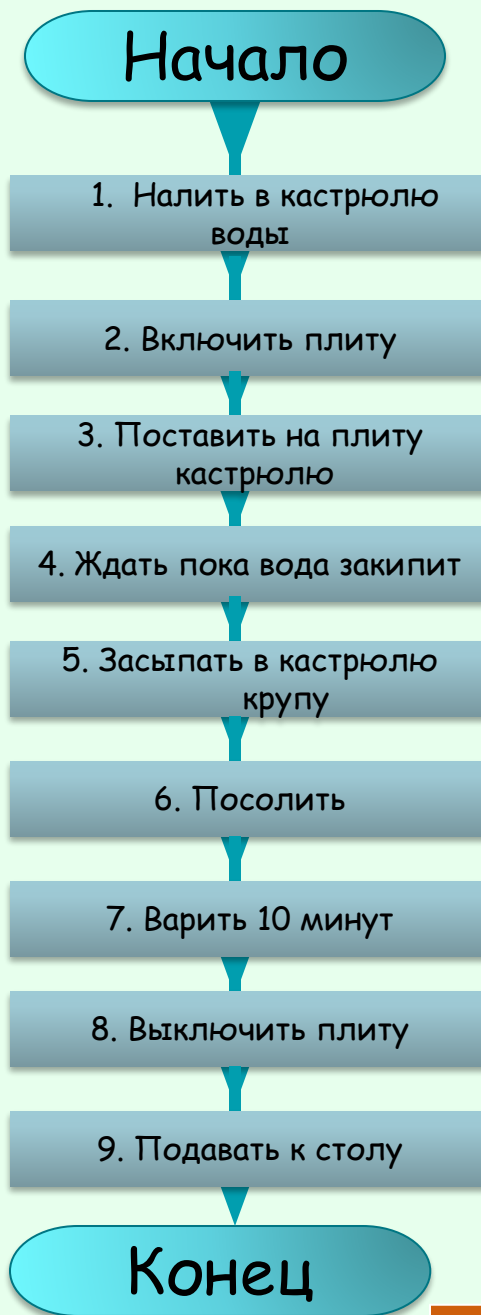 Начало
1. Налить в кастрюлю
воды
2. Включить плиту
3. Поставить на плиту
кастрюлю
4. Ждать пока вода закипит
5. Засыпать в кастрюлю
крупу
6. Посолить
7. Варить 10 минут
8. Выключить плиту
9. Подавать к столу
Конец